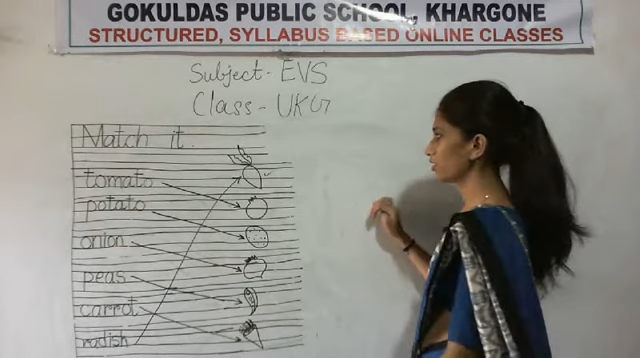 GOKULDAS PUBLIC SCHOOL, KHARGONE
STRUCTURED, SYLLABUS BASED ONLINE CLASSES
Subject- EVS
Class- UKG
Match it.
tomato
potato
onion
peas
carrot
radish